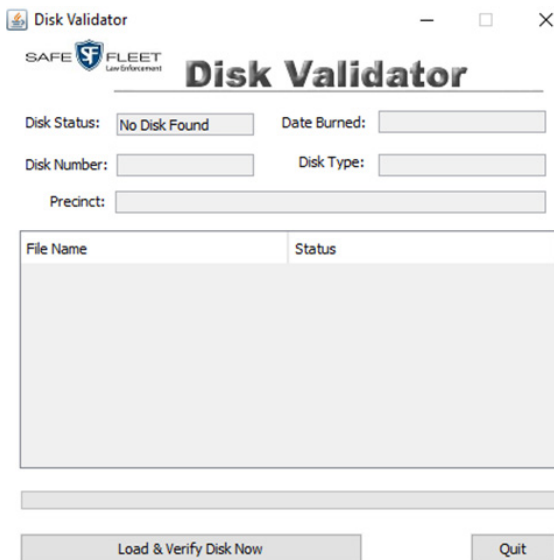 Disk Validator
SAFE SF FLEET
Law Enforcement
Disk Validator
Disk Status: No Disk Found Date Burned:
Disk Number: Disk Type:
Precinct:
File Name Status
Load & Verify Disk Now Quit